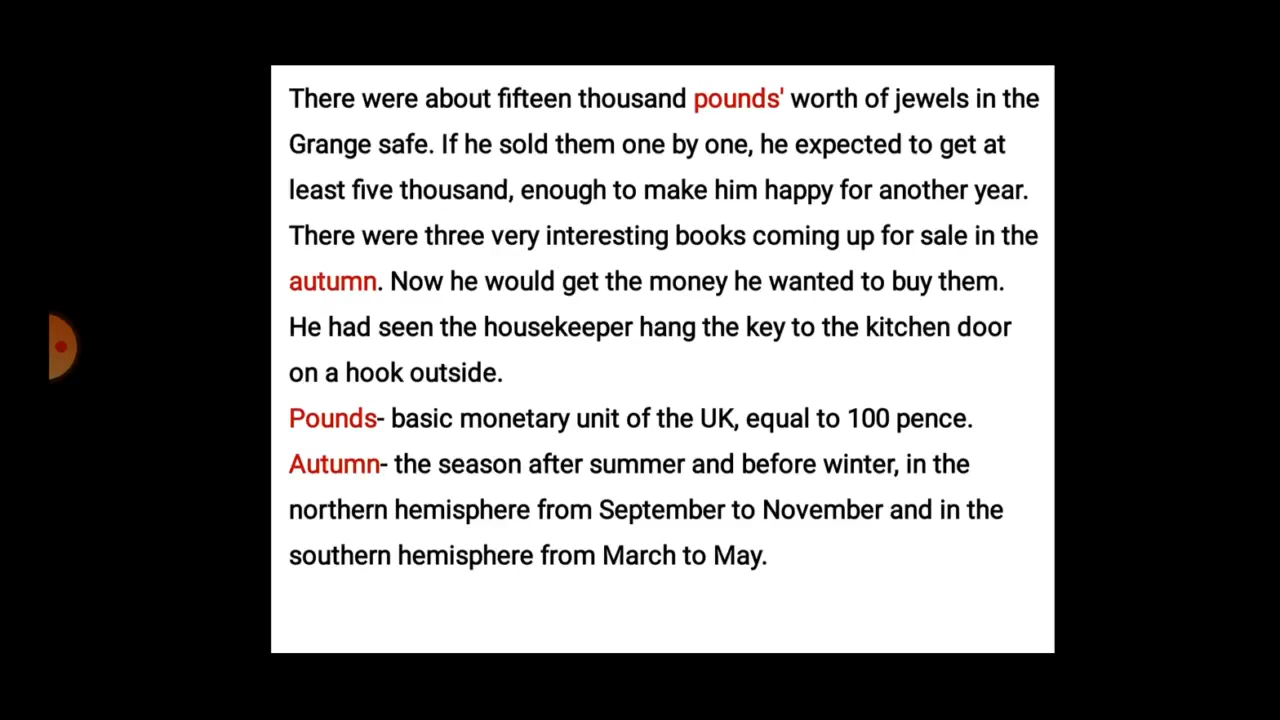 There were about fifteen thousand pounds' worth of jewels in the
Grange safe. If he sold them one by one, he expected to get at
least five thousand, enough to make him happy for another year.
There were three very interesting books coming up for sale in the
autumn. Now he would get the money he wanted to buy them.
He had seen the housekeeper hang the key to the kitchen door
on a hook outside.
Pounds- basic monetary unit of the UK, equal to 100 pence.
Autumn- the season after summer and before winter, in the
northern hemisphere from September to November and in the
southern hemisphere from March to May.